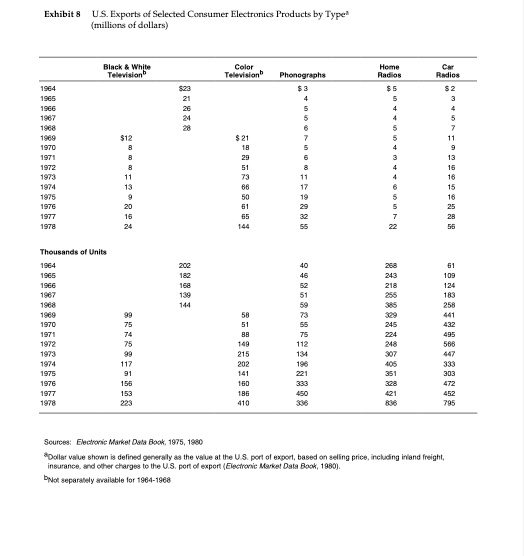 Exhibit 8 U.S. Exports of Selected Consumer Electronics Products by Typeᵃ
(millions of dollars)
Black & White Color Home Car
Televisionᵇ Televisionᵇ Phonographs Radios Radios
1964 $23 $ 3 $ 5 $ 2
1965 21 4 5 3
1966 26 5 4 4
1967 24 5 4 5
1968 28 6 5 7
1969 $12 $ 21 7 5 11
1970 8 18 5 4 9
1971 8 29 6 3 13
1972 8 51 8 4 16
1973 11 73 11 4 16
1974 13 66 17 6 15
1975 9 50 19 5 16
1976 20 61 29 5 25
1977 16 65 32 7 28
1978 24 144 55 22 56
Thousands of Units
1964 202 40 268 61
1965 182 46 243 109
1966 168 52 218 124
1967 139 51 255 183
1968 144 59 385 258
1969 99 58 73 329 441
1970 75 51 55 245 432
1971 74 88 75 224 495
1972 75 149 112 248 566
1973 99 215 134 307 447
1974 117 202 196 405 333
1975 91 141 221 351 303
1976 156 160 333 328 472
1977 153 186 450 421 452
1978 223 410 336 836 795
Sources: Electronic Market Data Book, 1975, 1980
ᵃDollar value shown is defined generally as the value at the U.S. port of export, based on selling price, including inland freight,
insurance, and other charges to the U.S. port of export (Electronic Market Data Book, 1980).
ᵇNot separately available for 1964-1968